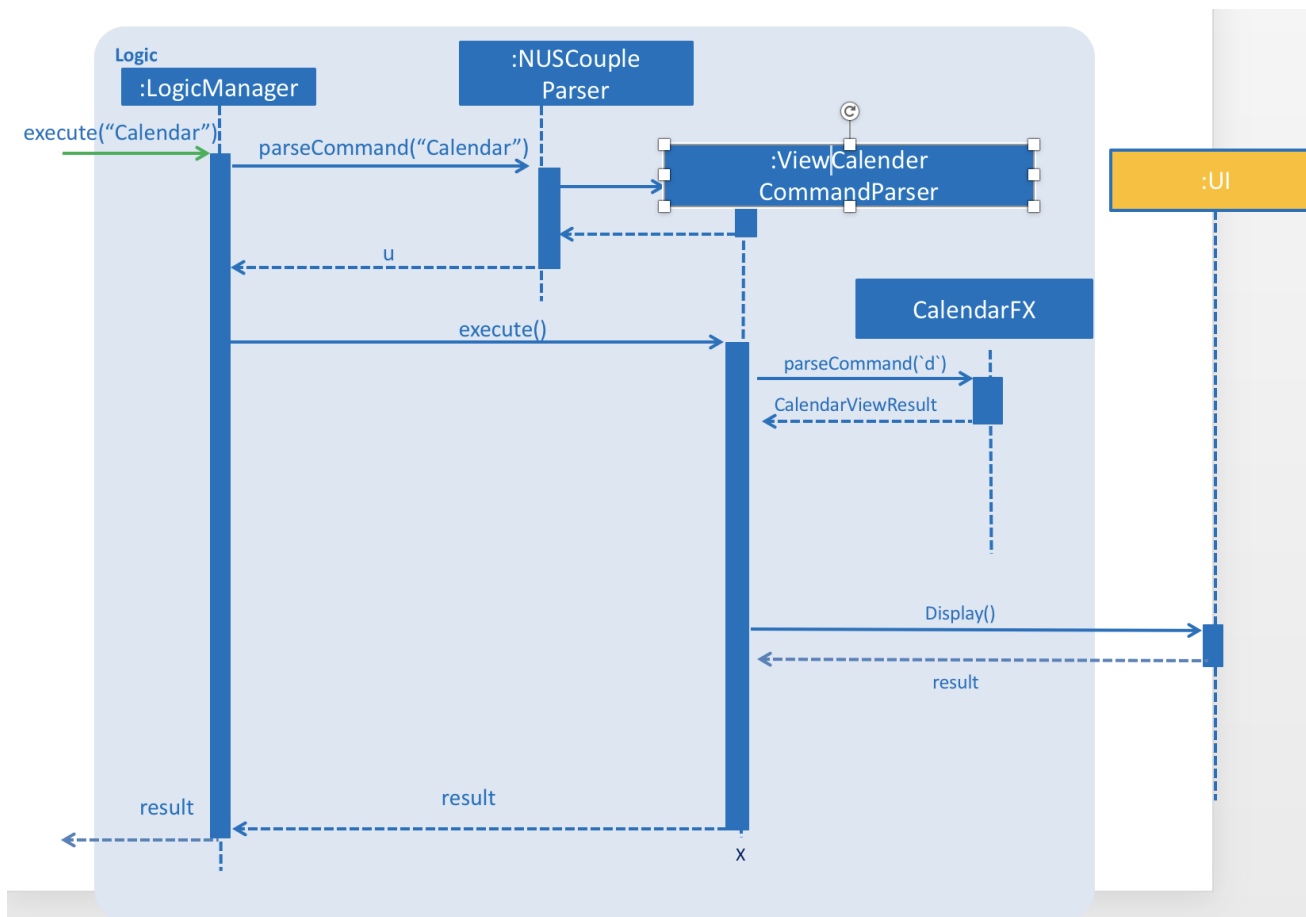 Logic
:LogicManager
:NUSCouple
Parser
execute(“Calendar”)
parseCommand(“Calendar”)
:ViewCalender
CommandParser
:UI
u
CalendarFX
execute()
parseCommand(`d`)
CalendarViewResult
Display()
result
result
result
X